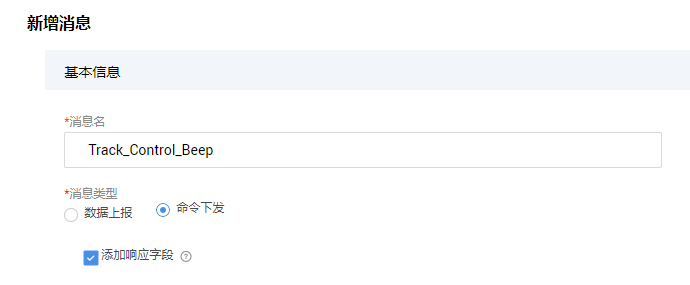 新增消息
基本信息
*消息名
Track_Control_Beep
*消息类型
数据上报 命令下发
添加响应字段 ?